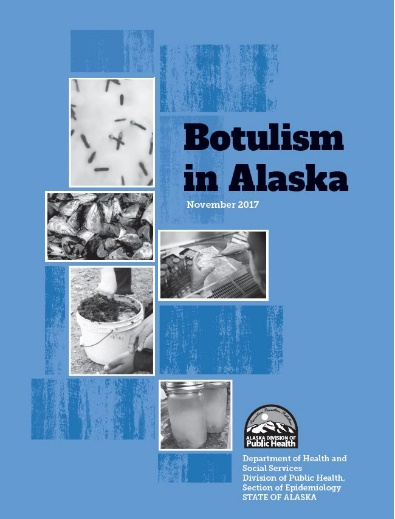 Botulism
in Alaska
November 2017
ALASKA DIVISION OF
Public Health
Department of Health and
Social Services
Division of Public Health,
Section of Epidemiology
STATE OF ALASKA